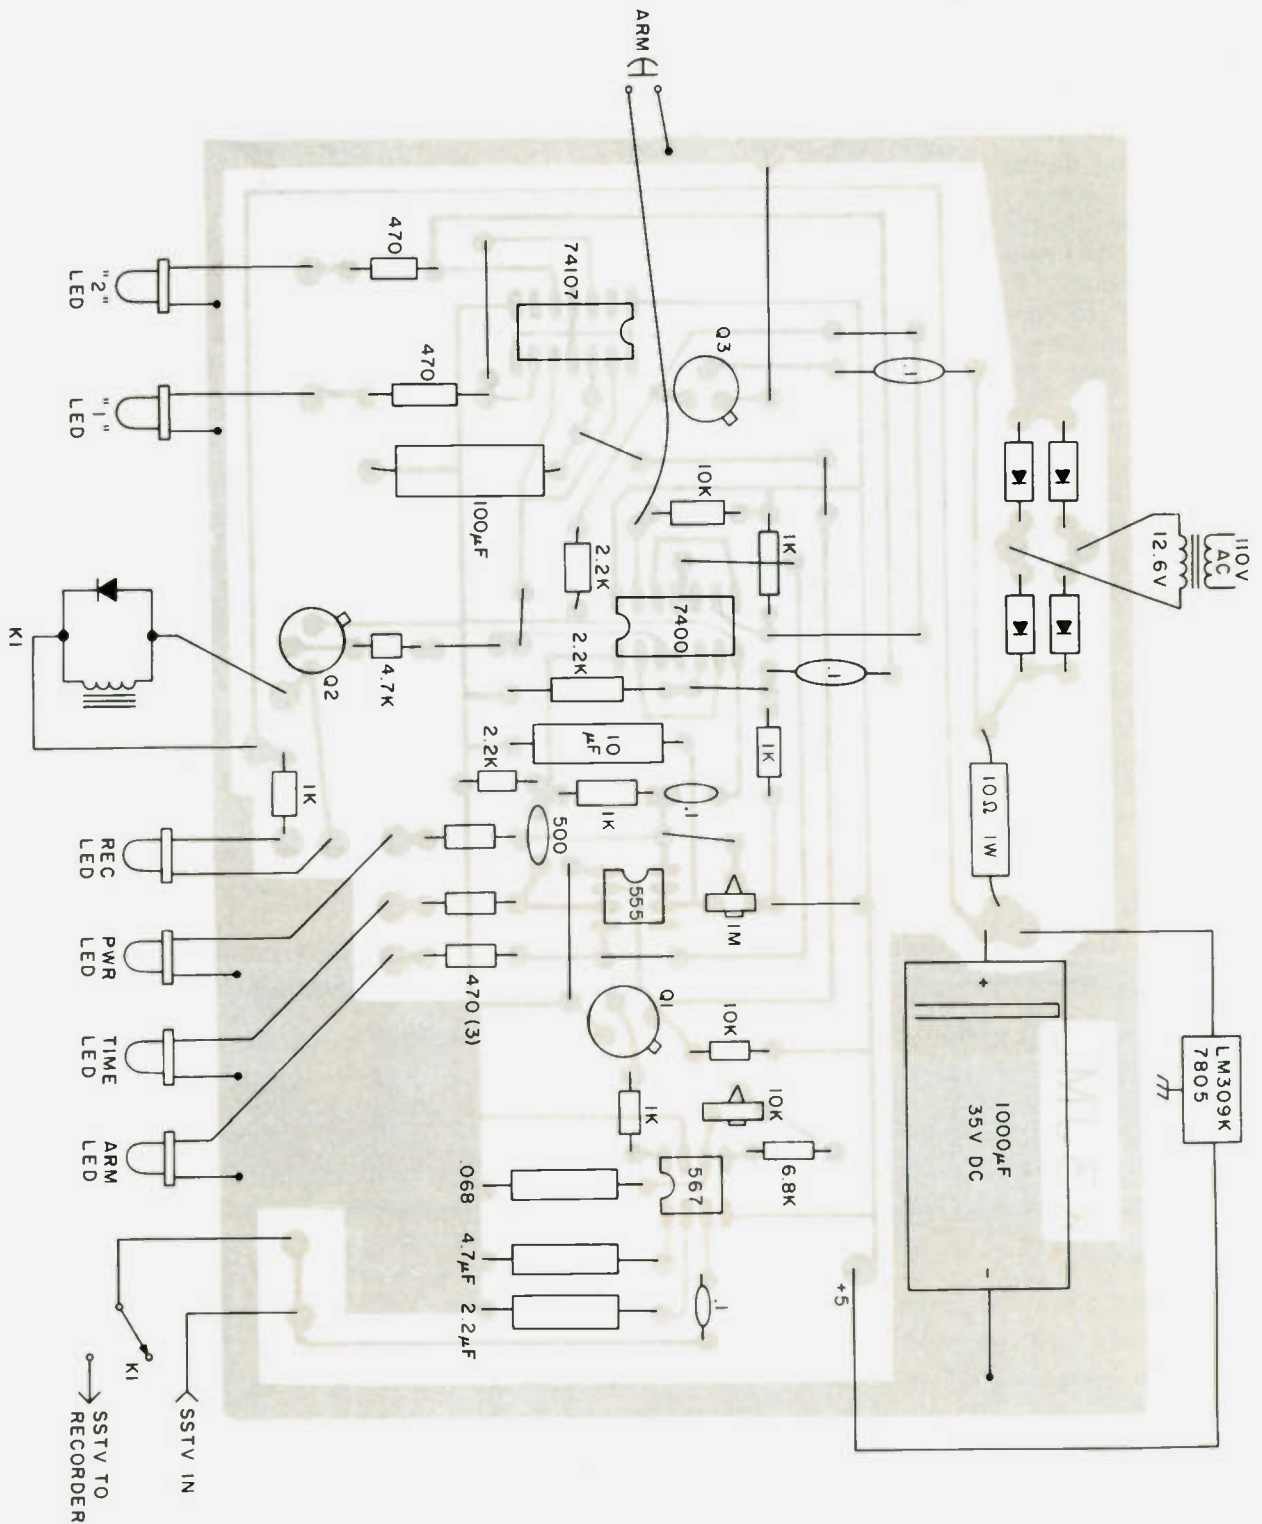 ARM
110V
AC
12.6V
"2"
LED
470
74107
Q3
.1
"1"
LED
470
100µF
10K
1K
2.2K
7400
2.2K
.1
K1
Q2
4.7K
10
µF
2.2K
1K
1K
1K
.1
10Ω 1W
REC
LED
500
555
1M
PWR
LED
470 (3)
Q1
10K
TIME
LED
1K
10K
ARM
LED
.068
567
6.8K
4.7µF
2.2µF
.1
+5
+
1000µF
35V DC
-
LM309K
7805
K1
SSTV IN
SSTV TO
RECORDER